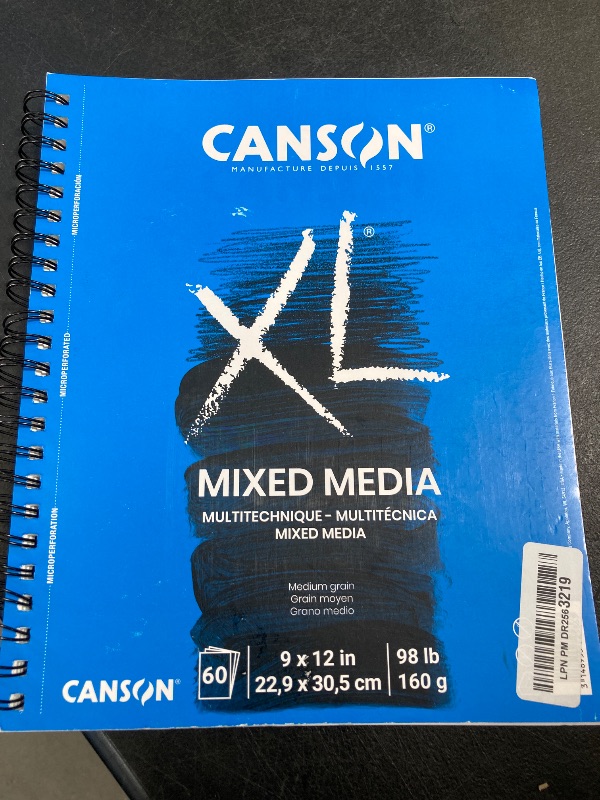 CANSON®
MANUFACTURE DEPUIS 1557
XL®
MIXED MEDIA
MULTITECHNIQUE - MULTITÉCNICA
MIXED MEDIA
Medium grain
Grain moyen
Grano medio
60
9 x 12 in
22,9 x 30,5 cm
98 lb
160 g
CANSON
MICROPERFORACIÓN
MICROPERFORATED
MICROPERFORATION
LPN PM DR2563219